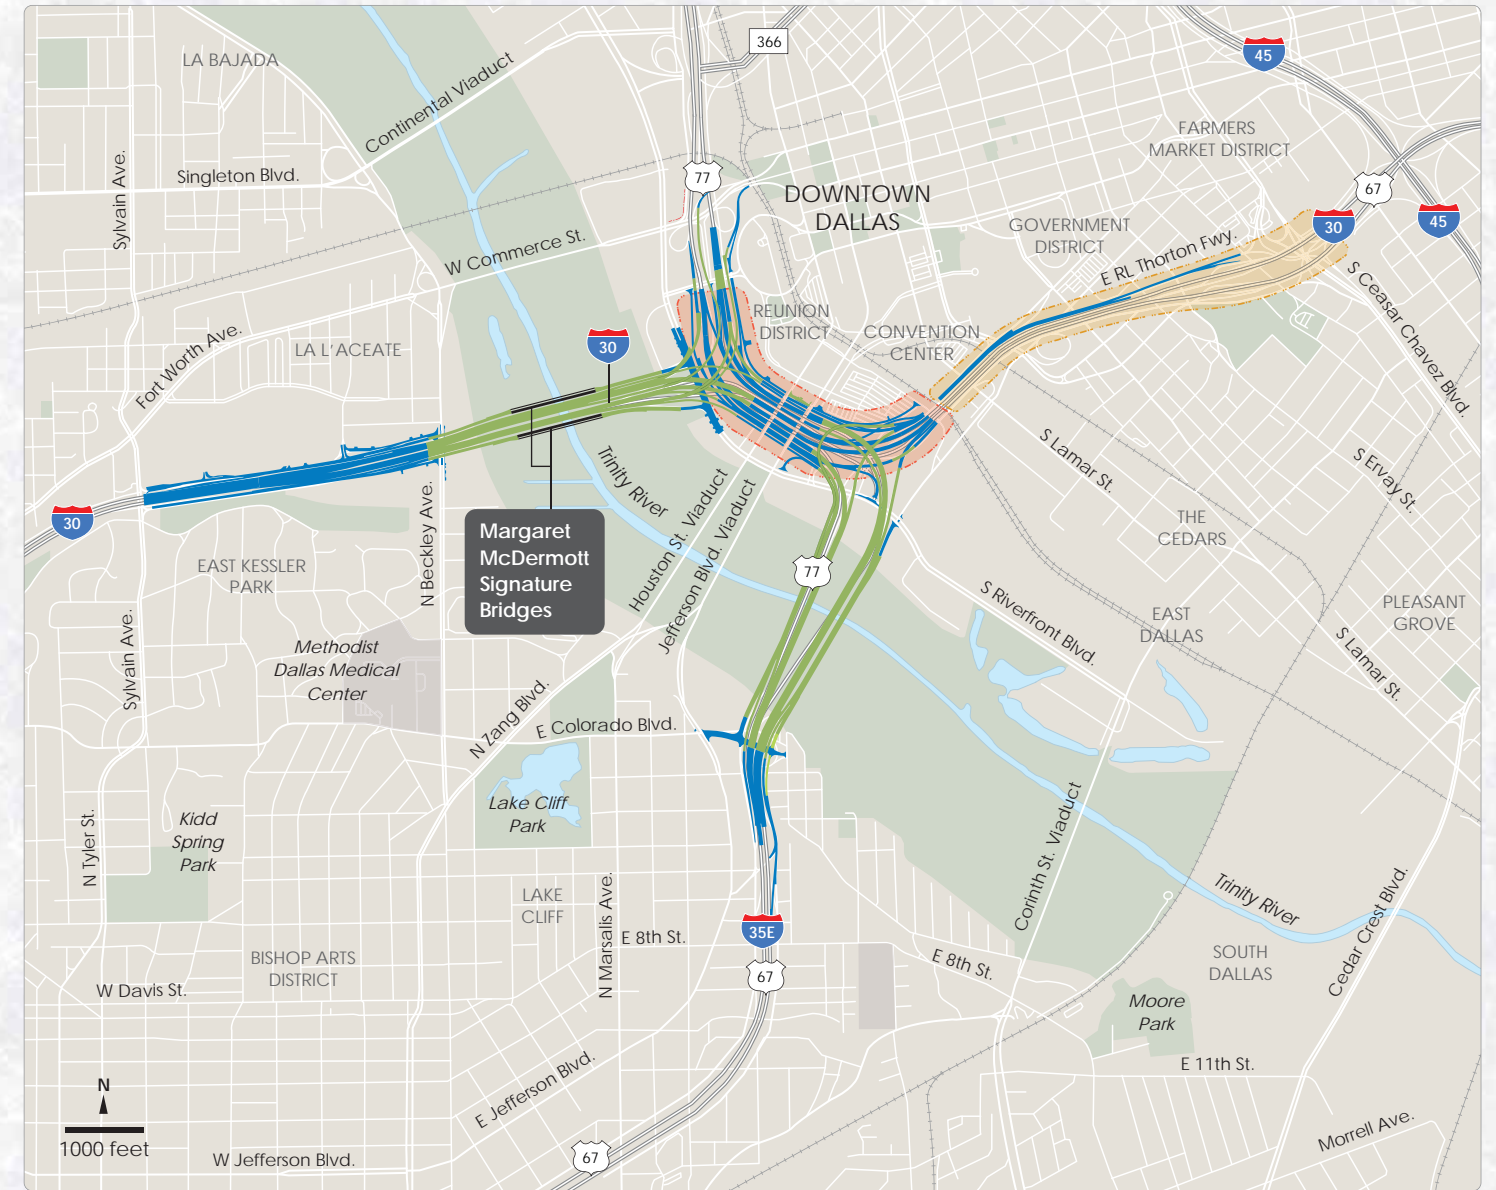 366
45
LA BAJADA
Continental Viaduct
FARMERS
MARKET DISTRICT
Sylvain Ave.
Singleton Blvd.
77
67
DOWNTOWN
DALLAS
30
45
GOVERNMENT
DISTRICT
W Commerce St.
E RL Thorton Fwy.
S Ceasar Chavez Blvd.
REUNION
DISTRICT
CONVENTION
CENTER
30
LA L'ACEATE
Fort Worth Ave.
S Lamar St.
S Ervay St.
Trinity River
30
N Beckley Ave.
Margaret
McDermott
Signature
Bridges
Houston St. Viaduct
Jefferson Blvd. Viaduct
THE
CEDARS
EAST KESSLER
PARK
77
S Riverfront Blvd.
EAST
DALLAS
PLEASANT
GROVE
S Lamar St.
Sylvain Ave.
Methodist
Dallas Medical
Center
N Zang Blvd.
E Colorado Blvd.
Lake Cliff
Park
Kidd
Spring
Park
N Tyler St.
Corinth St. Viaduct
Trinity River
Cedar Crest Blvd.
LAKE
CLIFF
N Marsalis Ave.
35E
E 8th St.
67
E 8th St.
SOUTH
DALLAS
BISHOP ARTS
DISTRICT
W Davis St.
Moore
Park
E 11th St.
E Jefferson Blvd.
N
1000 feet
W Jefferson Blvd.
67
Morrell Ave.